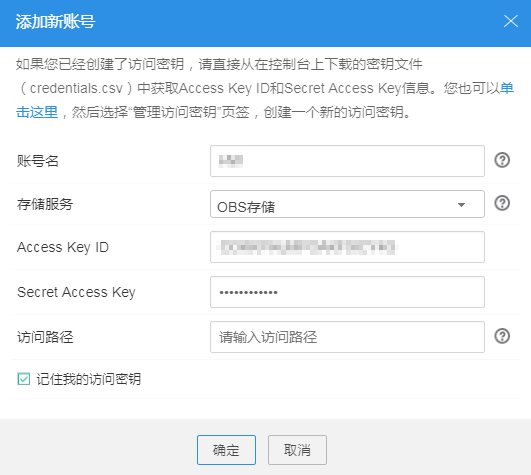 添加新账号
如果您已经创建了访问密钥，请直接从在控制台上下载的密钥文件
（credentials.csv）中获取Access Key ID和Secret Access Key信息。您也可以单
击这里，然后选择“管理访问密钥”页签，创建一个新的访问密钥。
账号名
存储服务 OBS存储
Access Key ID
Secret Access Key ••••••••••••
访问路径 请输入访问路径
记住我的访问密钥
确定 取消